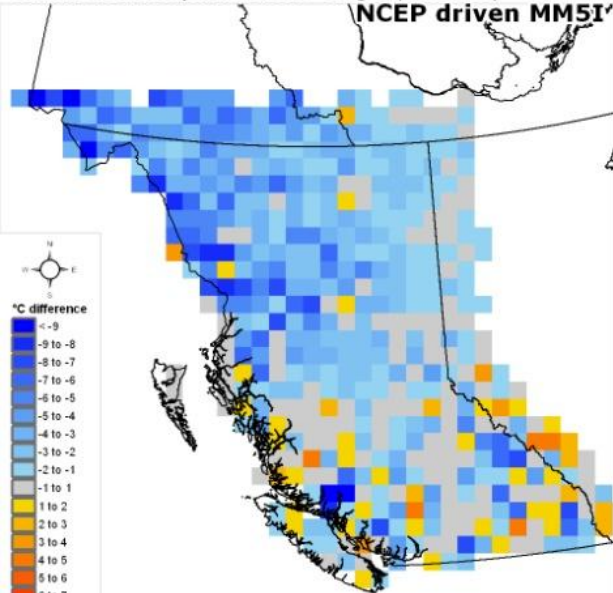 NCEP driven MM5I
N
W
E
S
°C difference
< -9
-9 to -8
-8 to -7
-7 to -6
-6 to -5
-5 to -4
-4 to -3
-3 to -2
-2 to -1
-1 to 1
1 to 2
2 to 3
3 to 4
4 to 5
5 to 6